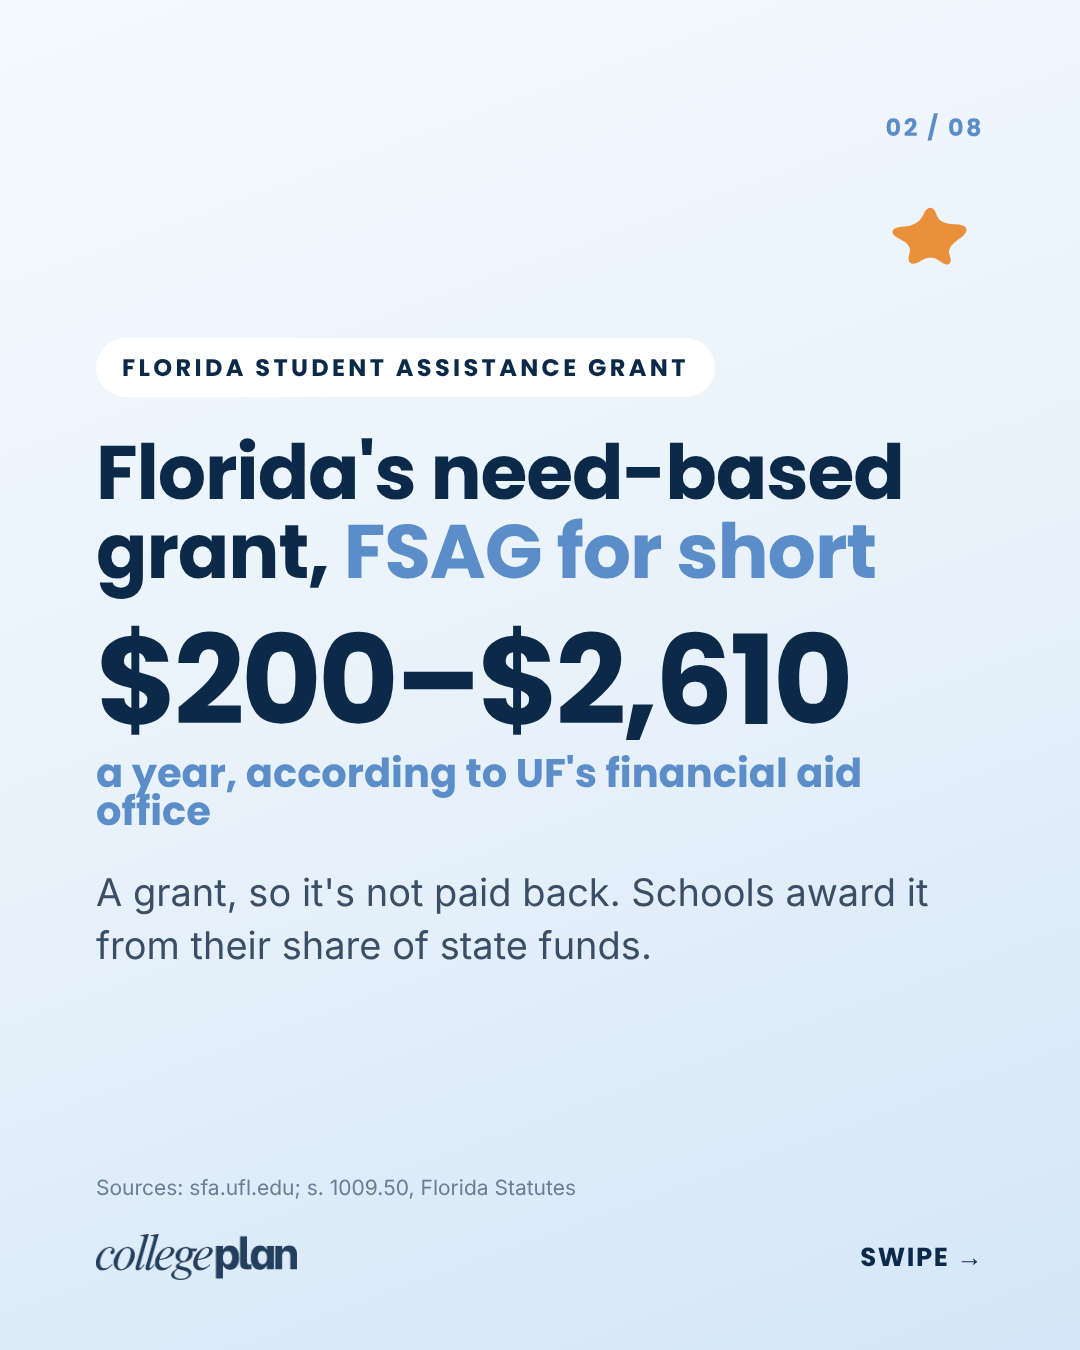 02 / 08
FLORIDA STUDENT ASSISTANCE GRANT
Florida's need-based
grant, FSAG for short
$200–$2,610
a year, according to UF's financial aid
office
A grant, so it's not paid back. Schools award it
from their share of state funds.
Sources: sfa.ufl.edu; s. 1009.50, Florida Statutes
collegeplan
SWIPE →